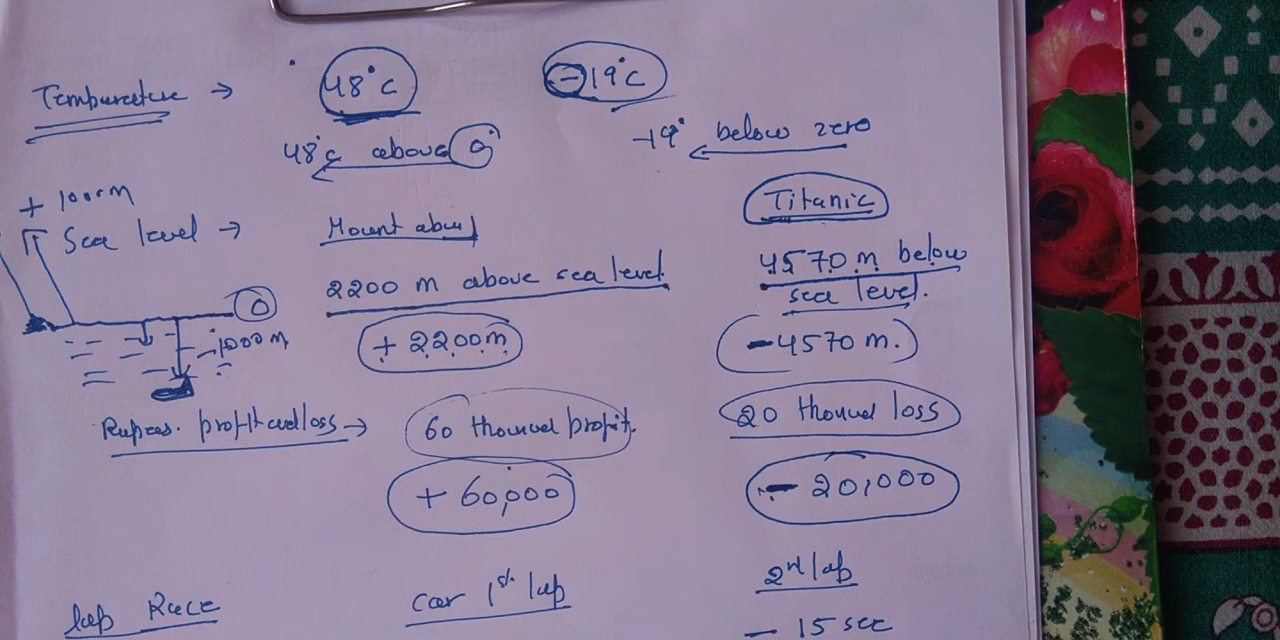 Temperature → 48°c -19°c
48°c above 0° -19° below zero
+ 1000m Titanic
Sea level → Mount abu
2200 m above sea level 4570 m below
sea level.
0
+ 2200m - 4570 m.
- 1000 m
Rupees. profit and loss → 60 thousand profit. 20 thousand loss
+ 60,000 - 20,000
lap Race car 1st lap 2nd lap
- 15 sec